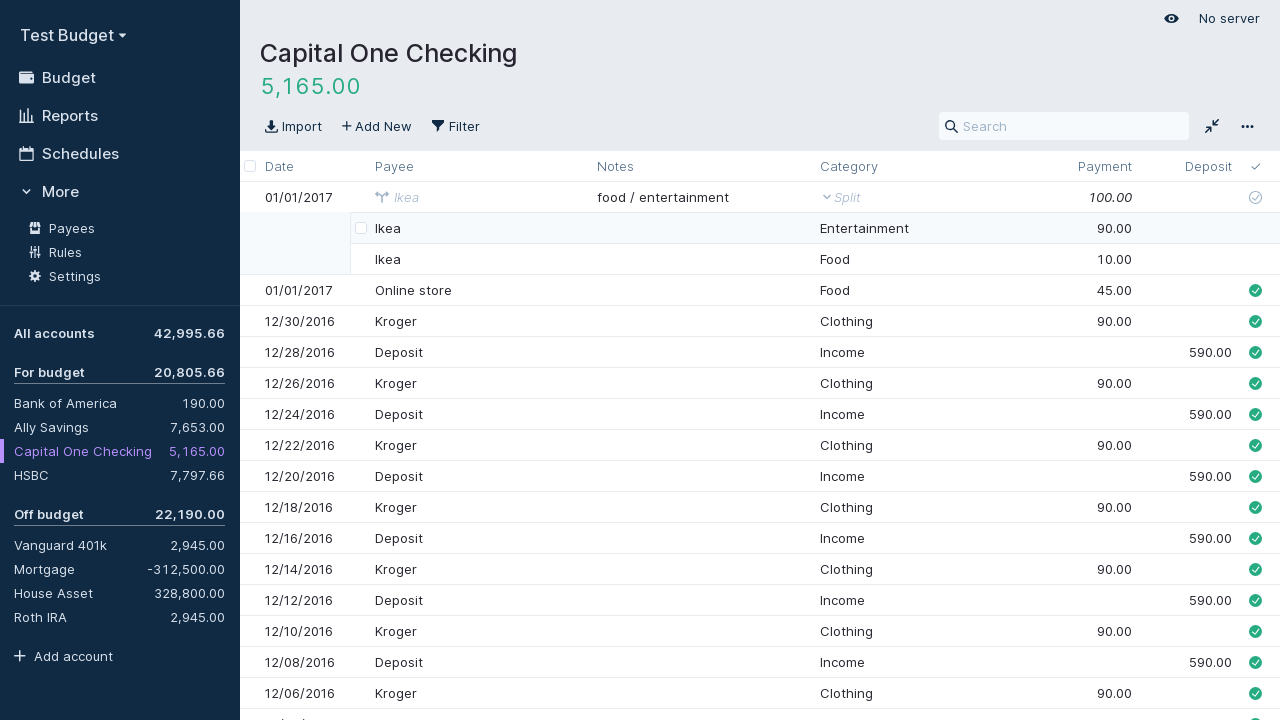 Test Budget
Budget
Reports
Schedules
More
Payees
Rules
Settings
All accounts 42,995.66
For budget 20,805.66
Bank of America 190.00
Ally Savings 7,653.00
Capital One Checking 5,165.00
HSBC 7,797.66
Off budget 22,190.00
Vanguard 401k 2,945.00
Mortgage -312,500.00
House Asset 328,800.00
Roth IRA 2,945.00
Add account
No server
Capital One Checking
5,165.00
Import Add New Filter Search
Date Payee Notes Category Payment Deposit
01/01/2017 Ikea food / entertainment Split 100.00
Ikea Entertainment 90.00
Ikea Food 10.00
01/01/2017 Online store Food 45.00
12/30/2016 Kroger Clothing 90.00
12/28/2016 Deposit Income 590.00
12/26/2016 Kroger Clothing 90.00
12/24/2016 Deposit Income 590.00
12/22/2016 Kroger Clothing 90.00
12/20/2016 Deposit Income 590.00
12/18/2016 Kroger Clothing 90.00
12/16/2016 Deposit Income 590.00
12/14/2016 Kroger Clothing 90.00
12/12/2016 Deposit Income 590.00
12/10/2016 Kroger Clothing 90.00
12/08/2016 Deposit Income 590.00
12/06/2016 Kroger Clothing 90.00